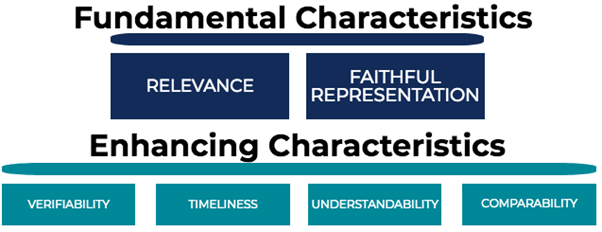 Fundamental Characteristics
RELEVANCE
FAITHFUL
REPRESENTATION
Enhancing Characteristics
VERIFIABILITY
TIMELINESS
UNDERSTANDABILITY
COMPARABILITY